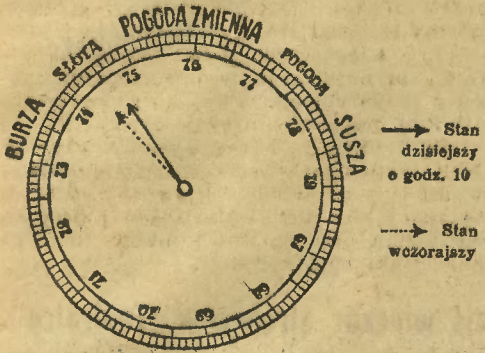 POGODA ZMIENNA
SŁOTA
POGODA
BURZA
SUSZA
75
76
77
74
78
73
71
70
69
68
Stan
dzisiejszy
o godz. 10
Stan
wczorajszy